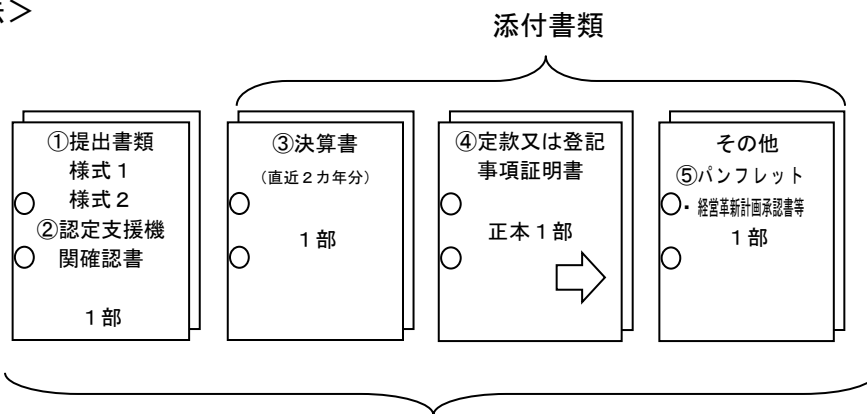 法＞
添付書類
①提出書類
様式１
様式２
②認定支援機
関確認書
１部
③決算書
（直近２カ年分）
１部
④定款又は登記
事項証明書
正本１部
その他
⑤パンフレット
・経営革新計画承認書等
１部